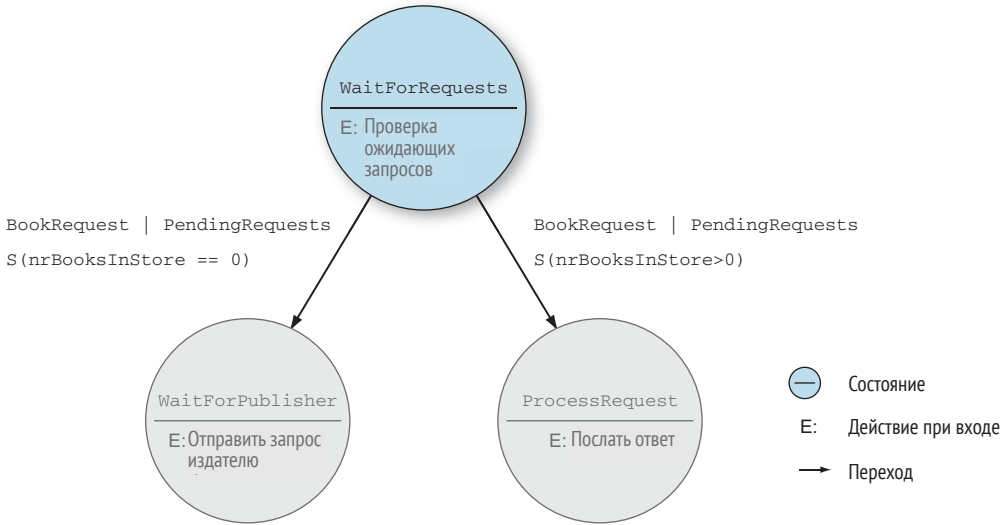 WaitForRequests
E: Проверка
ожидающих
запросов
BookRequest | PendingRequests
S(nrBooksInStore == 0)
BookRequest | PendingRequests
S(nrBooksInStore>0)
WaitForPublisher
E: Отправить запрос
издателю
ProcessRequest
E: Послать ответ
Состояние
E: Действие при входе
Переход